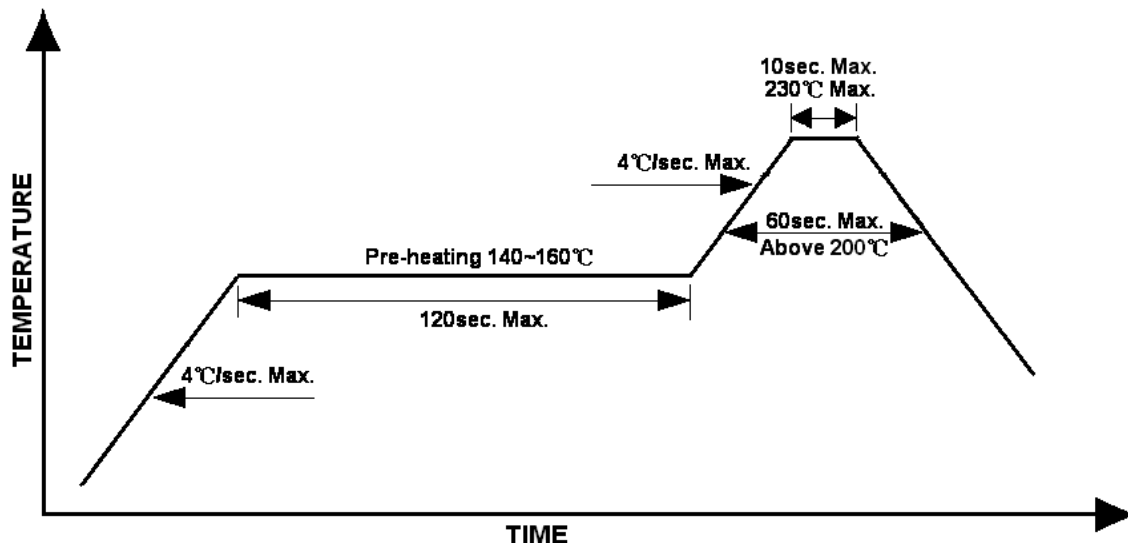 10sec. Max.
230℃ Max.
4℃/sec. Max.
60sec. Max.
Above 200℃
Pre-heating 140~160℃
120sec. Max.
4℃/sec. Max.
TEMPERATURE
TIME